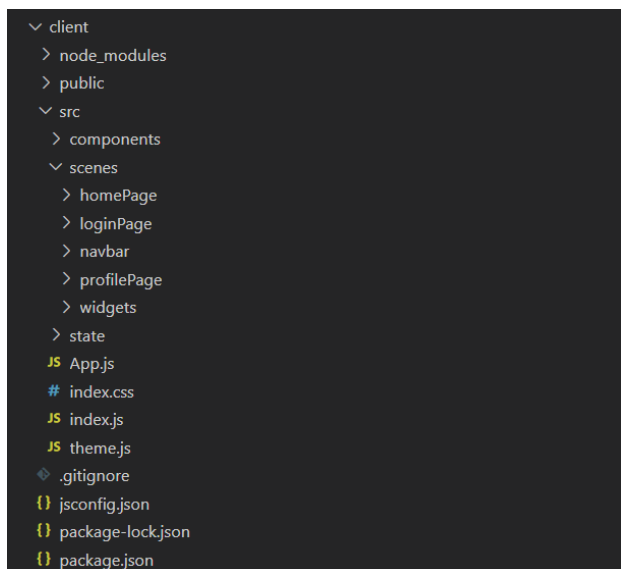 client
node_modules
public
src
components
scenes
homePage
loginPage
navbar
profilePage
widgets
state
JS App.js
# index.css
JS index.js
JS theme.js
.gitignore
{} jsconfig.json
{} package-lock.json
{} package.json